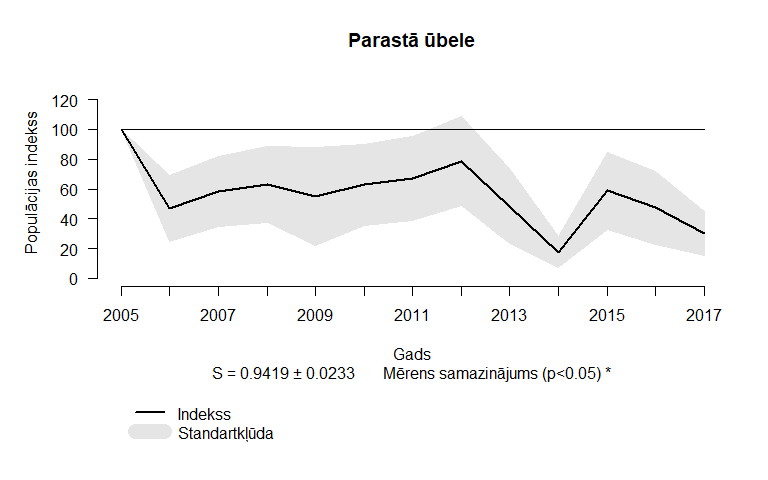 Parastā ūbele
Populācijas indekss
120
100
80
60
40
20
0
2005 2007 2009 2011 2013 2015 2017
Gads
S = 0.9419 ± 0.0233 Mērens samazinājums (p<0.05) *
Indekss
Standartkļūda